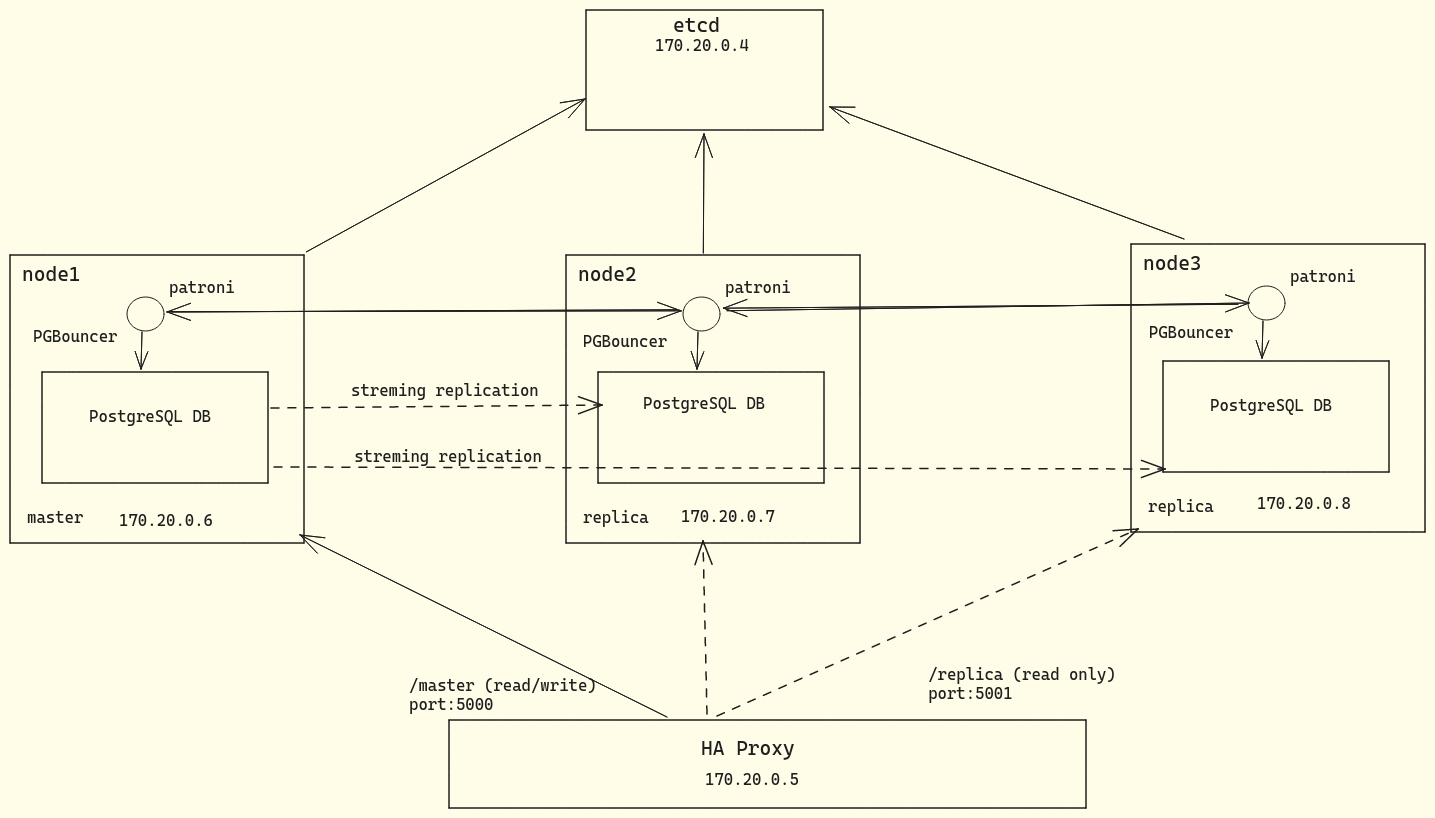 etcd
170.20.0.4
node1
patroni
PGBouncer
PostgreSQL DB
master
170.20.0.6
streming replication
streming replication
node2
patroni
PGBouncer
PostgreSQL DB
replica
170.20.0.7
node3
patroni
PGBouncer
PostgreSQL DB
replica
170.20.0.8
/master (read/write)
port:5000
/replica (read only)
port:5001
HA Proxy
170.20.0.5